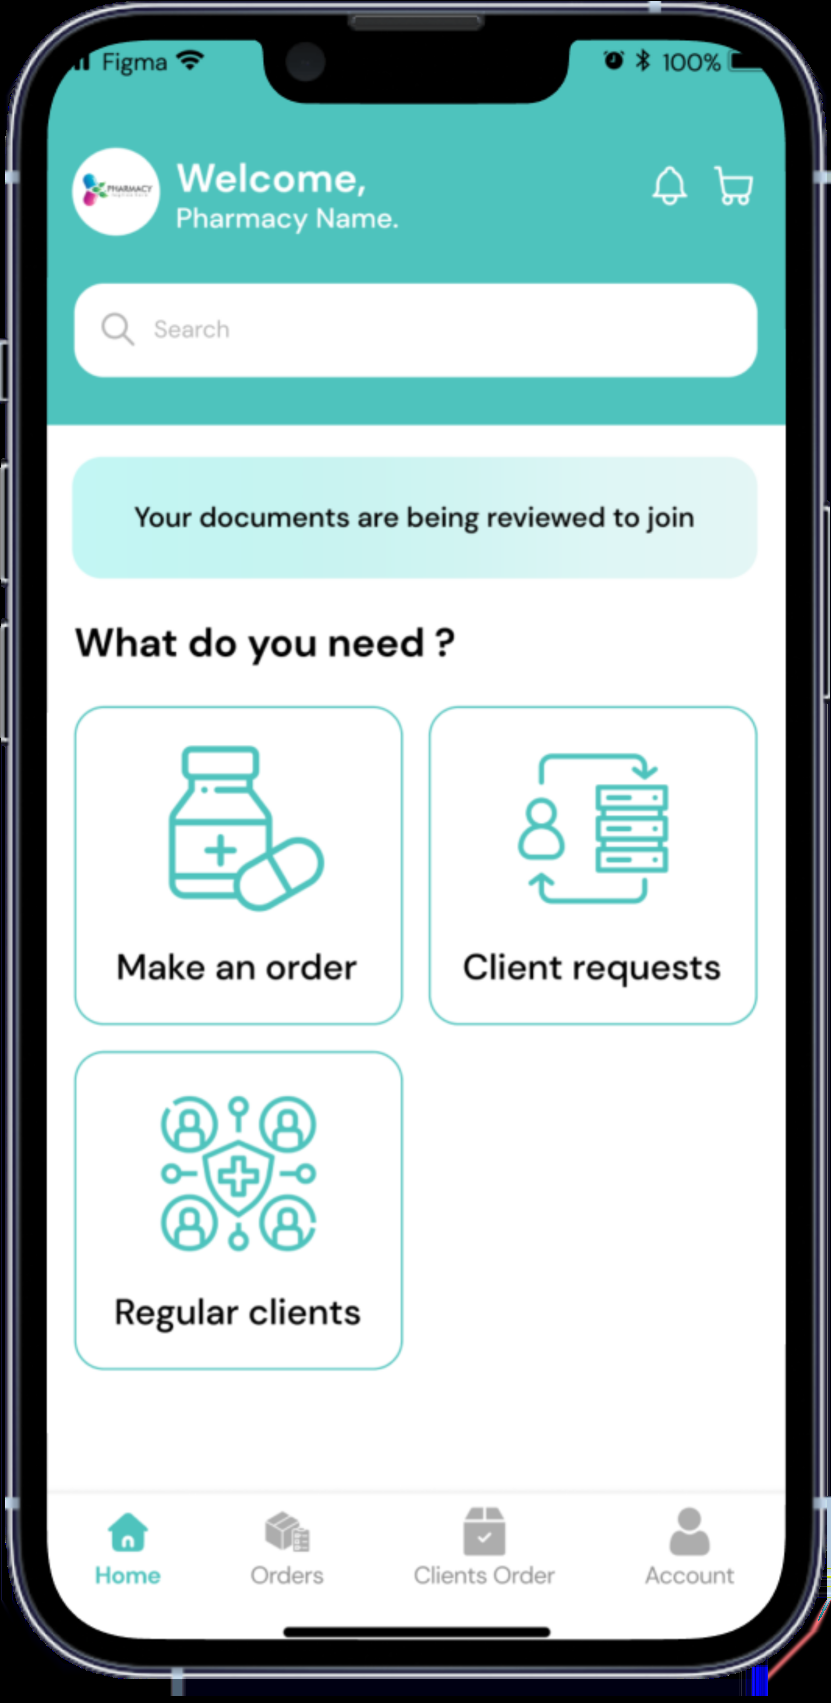 Figma
100%
PHARMACY
Welcome,
Pharmacy Name.
Search
Your documents are being reviewed to join
What do you need ?
Make an order
Client requests
Regular clients
Home
Orders
Clients Order
Account